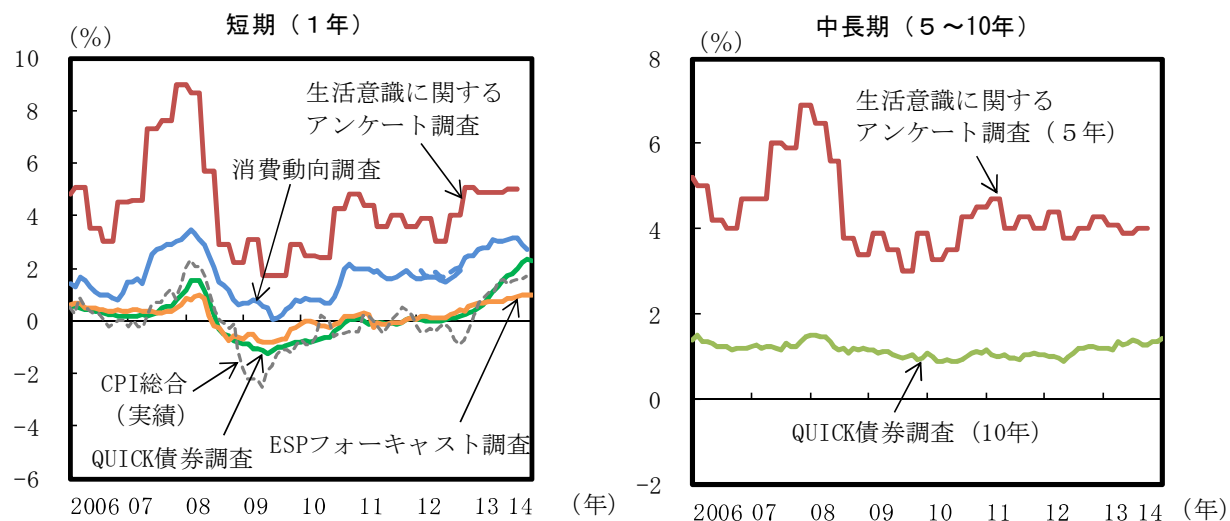 短期（１年）
(%)
10
8
6
4
2
0
-2
-4
-6
生活意識に関する
アンケート調査
消費動向調査
CPI総合
（実績）
QUICK債券調査
ESPフォーキャスト調査
2006 07 08 09 10 11 12 13 14 (年)
中長期（５～10年）
(%)
8
6
4
2
0
-2
生活意識に関する
アンケート調査（５年）
QUICK債券調査（10年）
2006 07 08 09 10 11 12 13 14 (年)